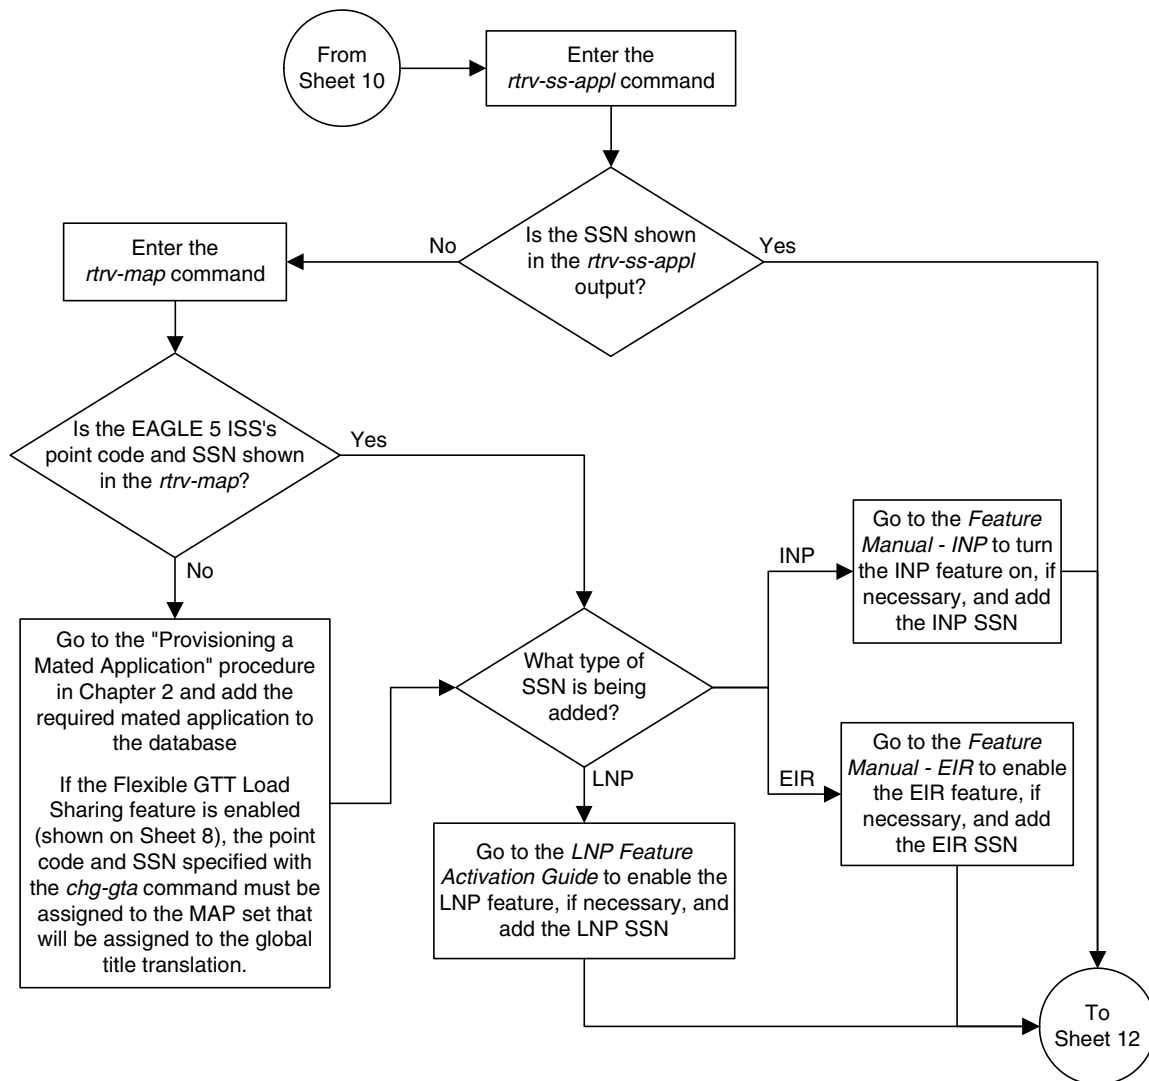 From
Sheet 10
Enter the
rtrv-ss-appl command
Is the SSN shown
in the rtrv-ss-appl
output?
No
Yes
Enter the
rtrv-map command
Is the EAGLE 5 ISS's
point code and SSN shown
in the rtrv-map?
Yes
No
Go to the "Provisioning a
Mated Application" procedure
in Chapter 2 and add the
required mated application to
the database
If the Flexible GTT Load
Sharing feature is enabled
(shown on Sheet 8), the point
code and SSN specified with
the chg-gta command must be
assigned to the MAP set that
will be assigned to the global
title translation.
What type of
SSN is being
added?
INP
Go to the Feature
Manual - INP to turn
the INP feature on, if
necessary, and add
the INP SSN
EIR
Go to the Feature
Manual - EIR to enable
the EIR feature, if
necessary, and add
the EIR SSN
LNP
Go to the LNP Feature
Activation Guide to enable the
LNP feature, if necessary, and
add the LNP SSN
To
Sheet 12